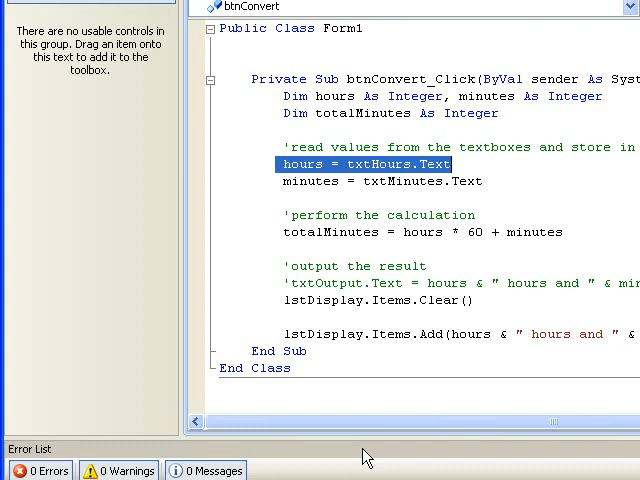 btnConvert
There are no usable controls in
this group. Drag an item onto
this text to add it to the
toolbox.
Public Class Form1
Private Sub btnConvert_Click(ByVal sender As Syst
Dim hours As Integer, minutes As Integer
Dim totalMinutes As Integer
'read values from the textboxes and store in
hours = txtHours.Text
minutes = txtMinutes.Text
'perform the calculation
totalMinutes = hours * 60 + minutes
'output the result
'txtOutput.Text = hours & " hours and " & min
lstDisplay.Items.Clear()
lstDisplay.Items.Add(hours & " hours and " &
End Sub
End Class
Error List
0 Errors
0 Warnings
0 Messages